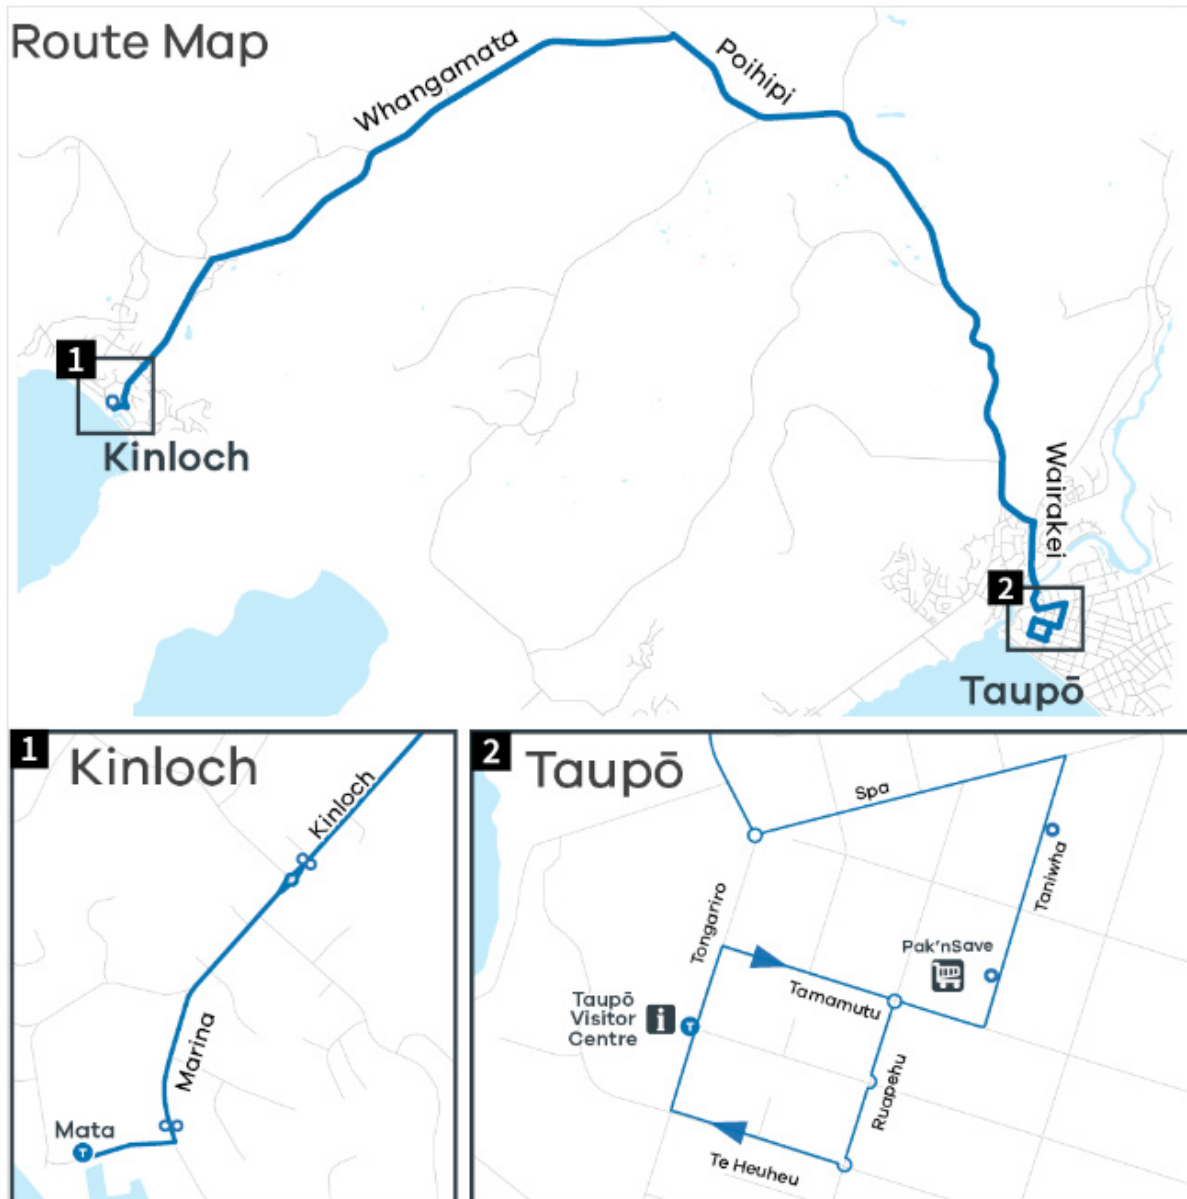 Route Map
Whangamata
Poihipi
1
Kinloch
Wairakei
2
Taupō
1
Kinloch
Kinloch
Marina
Mata
T
2
Taupō
Spa
Taniwha
Tongariro
Pak'nSave
Tamamutu
Taupō
Visitor
Centre
i
T
Ruapehu
Te Heuheu